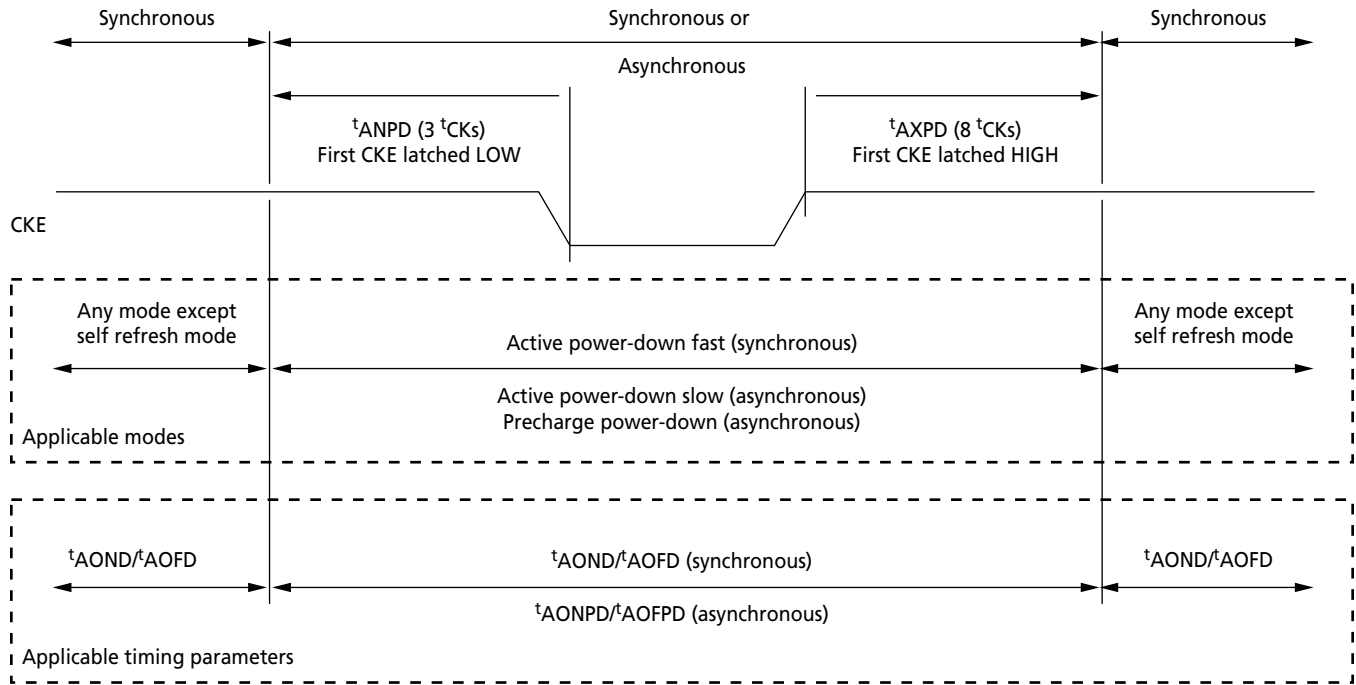 Synchronous
Synchronous or
Synchronous
Asynchronous
tANPD (3 tCKs)
First CKE latched LOW
tAXPD (8 tCKs)
First CKE latched HIGH
CKE
Any mode except
self refresh mode
Any mode except
self refresh mode
Active power-down fast (synchronous)
Active power-down slow (asynchronous)
Precharge power-down (asynchronous)
Applicable modes
tAOND/tAOFD
tAOND/tAOFD (synchronous)
tAOND/tAOFD
tAONPD/tAOFPD (asynchronous)
Applicable timing parameters